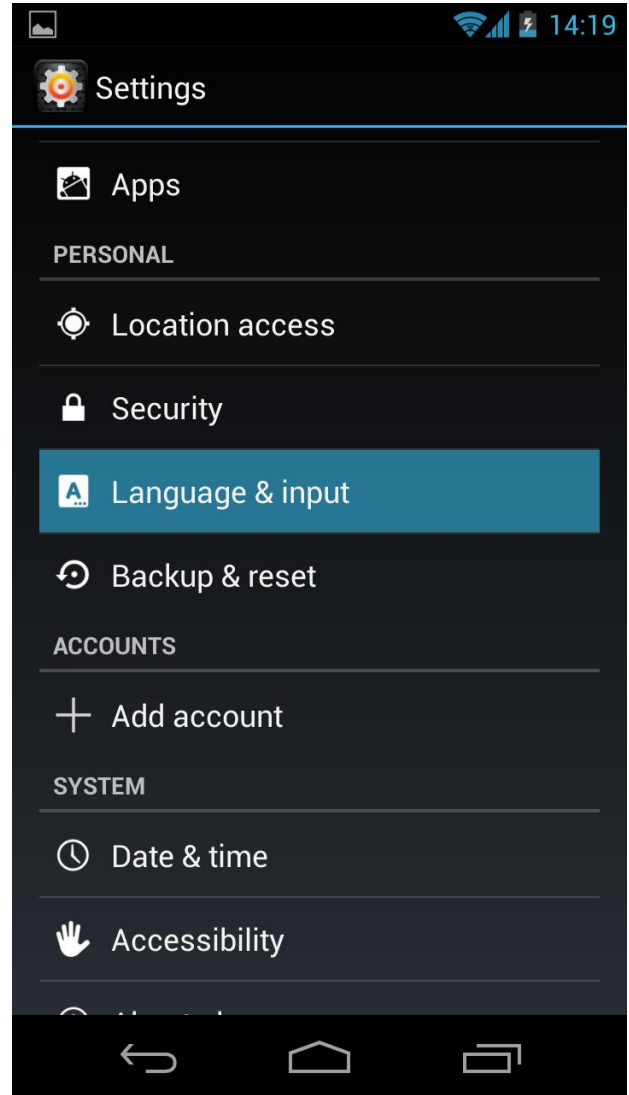 14:19
Settings
Apps
PERSONAL
Location access
Security
Language & input
Backup & reset
ACCOUNTS
Add account
SYSTEM
Date & time
Accessibility